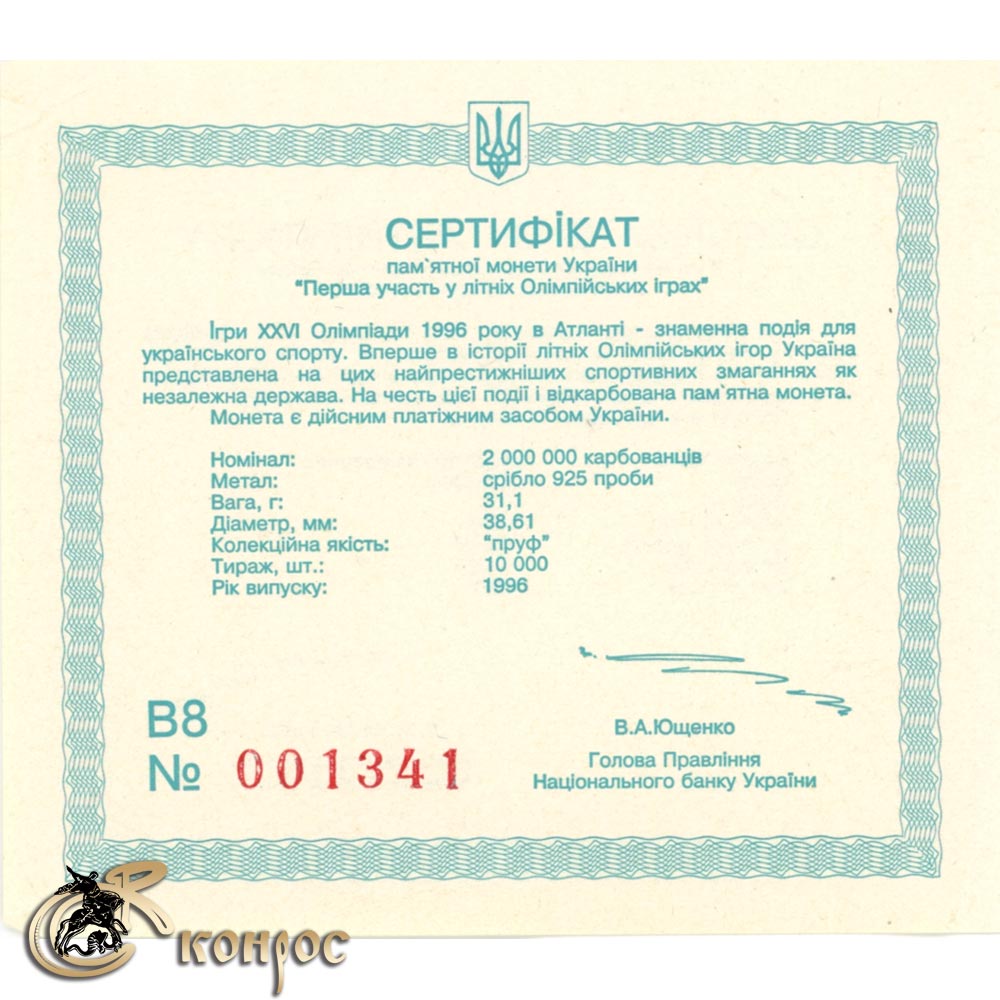 СЕРТИФІКАТ
пам`ятної монети України
"Перша участь у літніх Олімпійських іграх"
Ігри XXVI Олімпіади 1996 року в Атланті - знаменна подія для
українського спорту. Вперше в історії літніх Олімпійських ігор Україна
представлена на цих найпрестижніших спортивних змаганнях як
незалежна держава. На честь цієї події і відкарбована пам`ятна монета.
Монета є дійсним платіжним засобом України.
Номінал: 2 000 000 карбованців
Метал: срібло 925 проби
Вага, г: 31,1
Діаметр, мм: 38,61
Колекційна якість: "пруф"
Тираж, шт.: 10 000
Рік випуску: 1996
В8
№ 001341
В.А.Ющенко
Голова Правління
Національного банку України
R
конрос